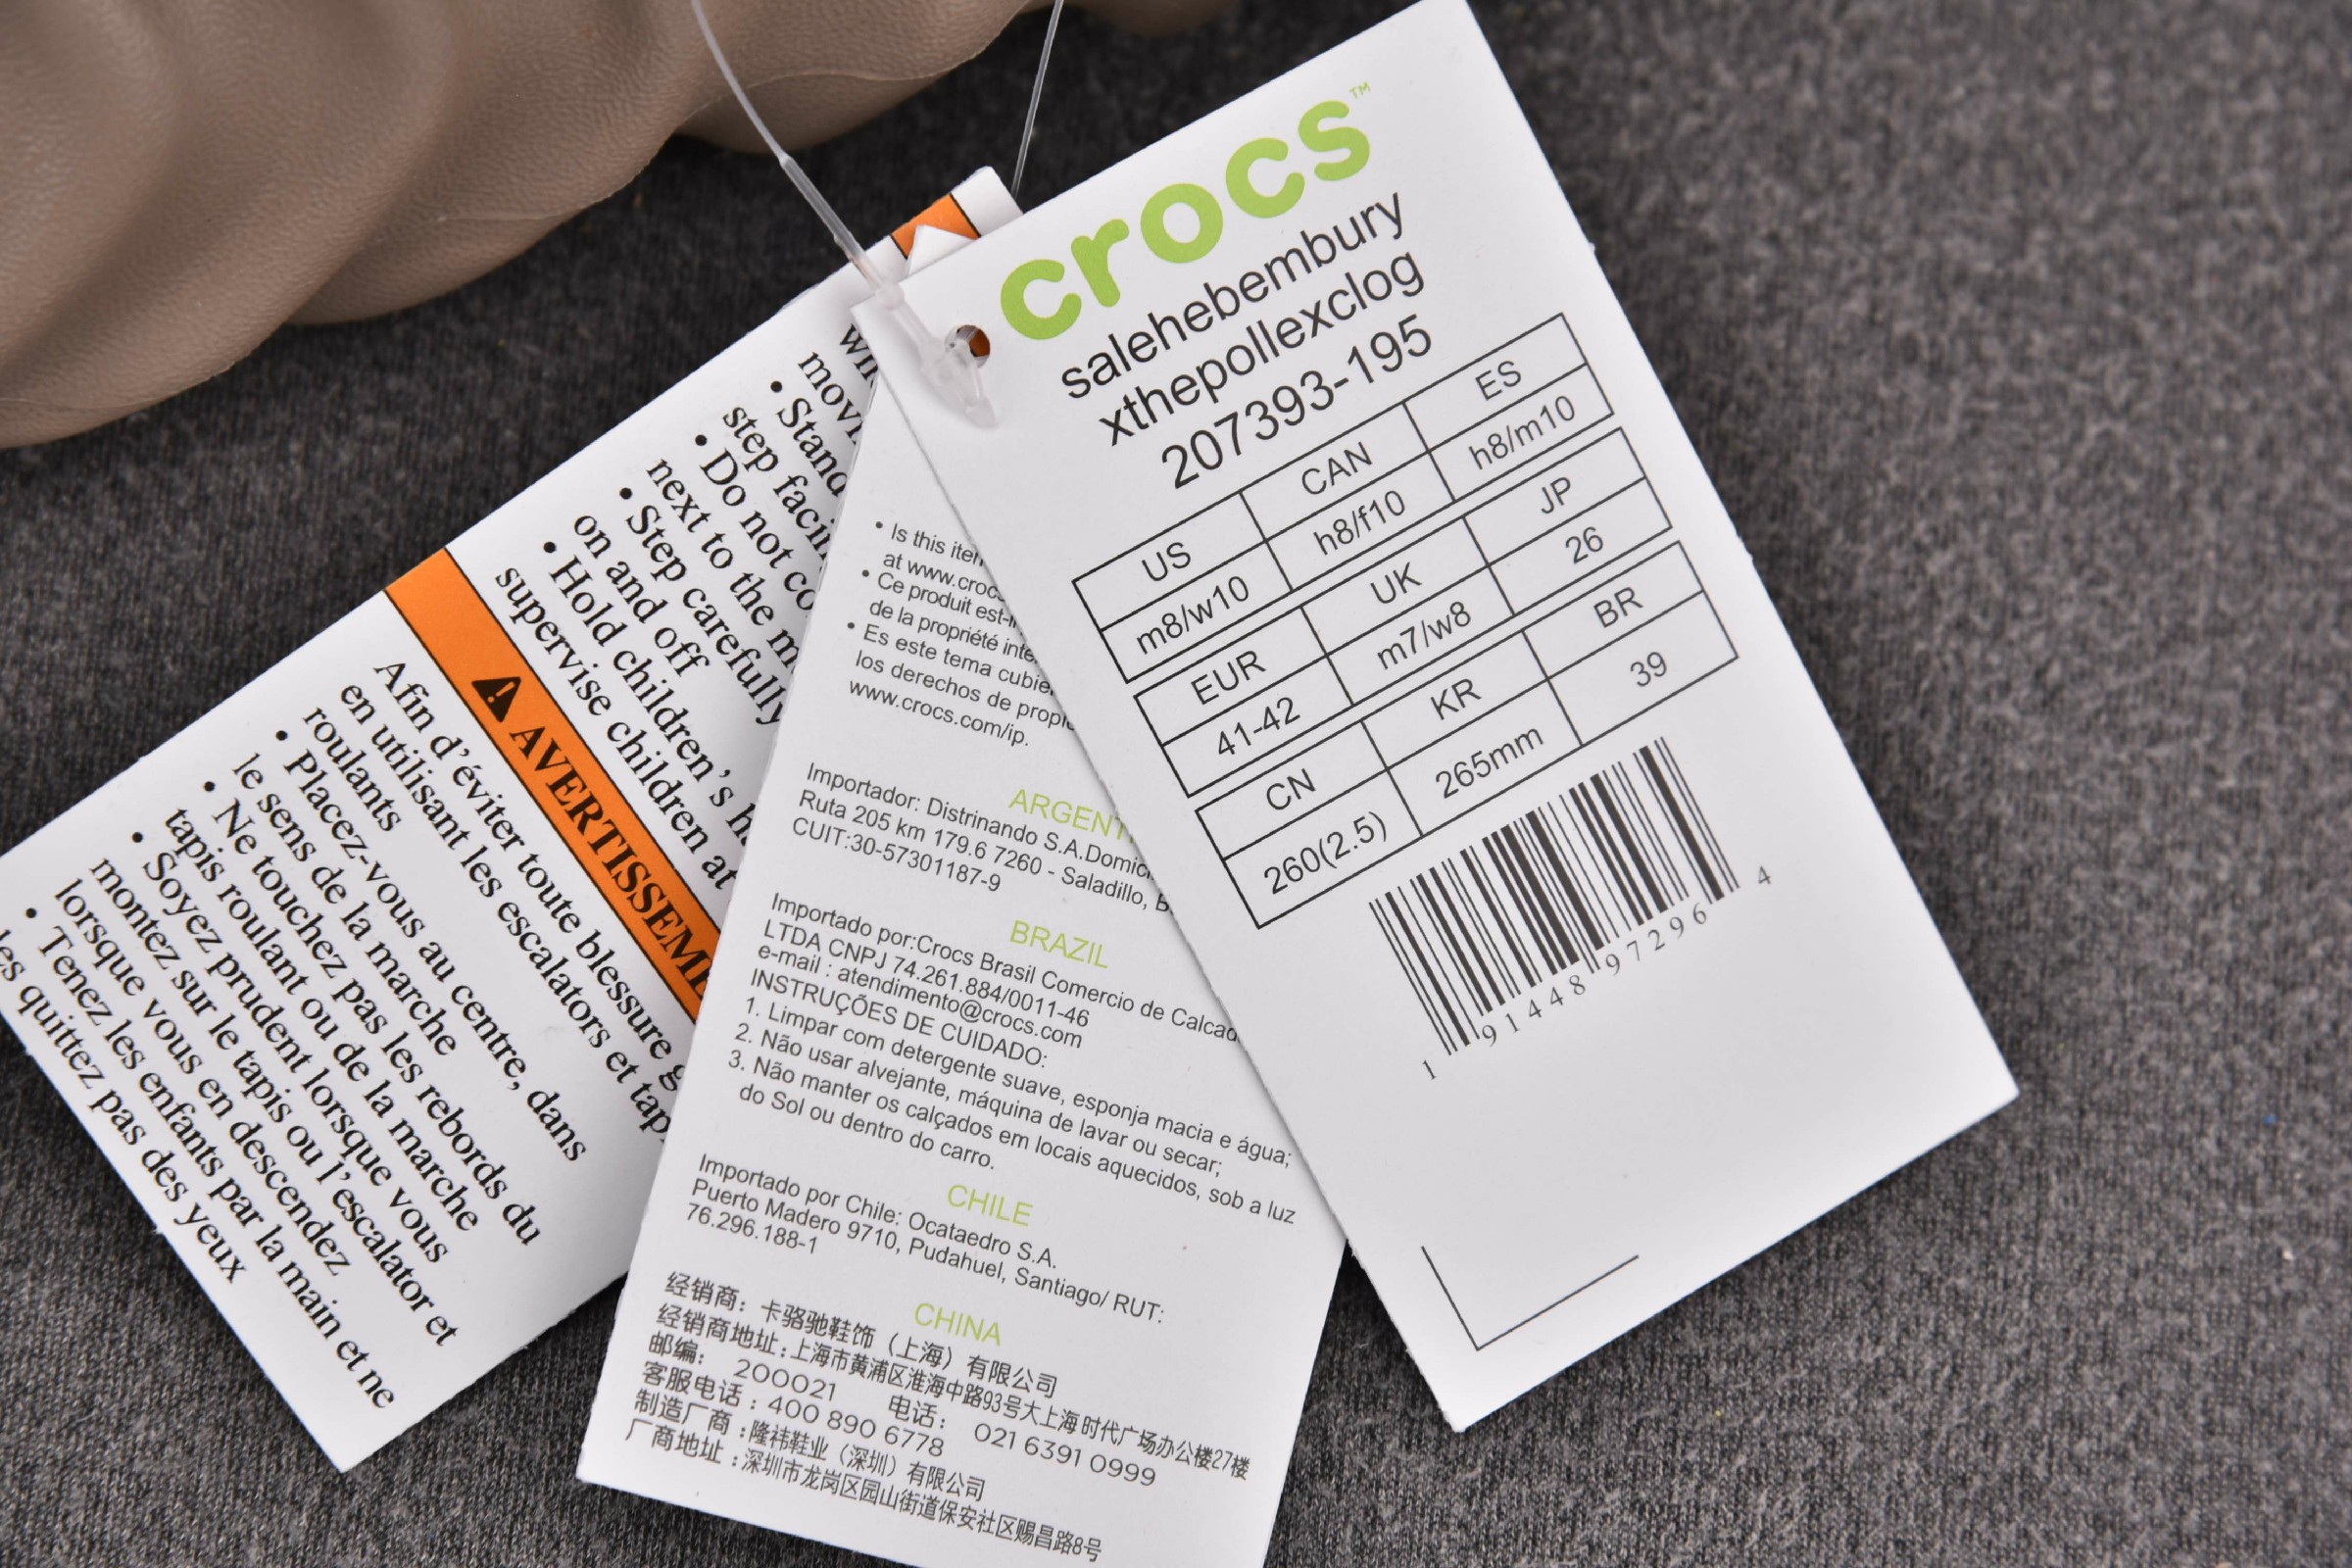 crocs™
salehebembury
xthepollexclog
207393-195
US CAN ES
m8/w10 h8/f10 h8/m10
EUR UK JP
41-42 m7/w8 26
CN KR BR
260(2.5) 265mm 39
1 91448 97296 4
• Is this
at www.crocs
• Ce produit
de la propriété
• Es este tema
los derechos de
www.crocs.com/ip.
Importador: Distrinando S.A.
Ruta 205 km 179.6 7260 - Saladillo,
CUIT:30-57301187-9
BRAZIL
Importado por:Crocs Brasil Comercio de
LTDA CNPJ 74.261.884/0011-46
e-mail : atendimento@crocs.com
INSTRUÇÕES DE CUIDADO:
1. Limpar com detergente suave, esponja macia e água;
2. Não usar alvejante, máquina de lavar ou secar;
3. Não manter os calçados em locais aquecidos, sob a luz
do Sol ou dentro do carro.
CHILE
Importado por Chile: Ocataedro S.A.
Puerto Madero 9710, Pudahuel, Santiago/ RUT:
76.296.188-1
CHINA
经销商：卡骆驰鞋饰（上海）有限公司
经销商地址：上海市黄浦区淮海中路93号大上海时代广场办公楼27楼
邮编： 200021 电话： 021 6391 0999
客服电话：400 890 6778
制造厂商：隆祎鞋业（深圳）有限公司
厂商地址：深圳市龙岗区园山街道保安社区赐昌路8号
• Stand
step
• Do not
next to the
• Step carefully
on and off
• Hold children's
supervise children at
Afin d'éviter toute blessure
en utilisant les escalators et
roulants
• Placez-vous au centre, dans
le sens de la marche
• Ne touchez pas les rebords du
tapis roulant ou de la marche
• Soyez prudent lorsque vous
montez sur le tapis ou l'escalator et
lorsque vous en descendez
• Tenez les enfants par la main et ne
les quittez pas des yeux